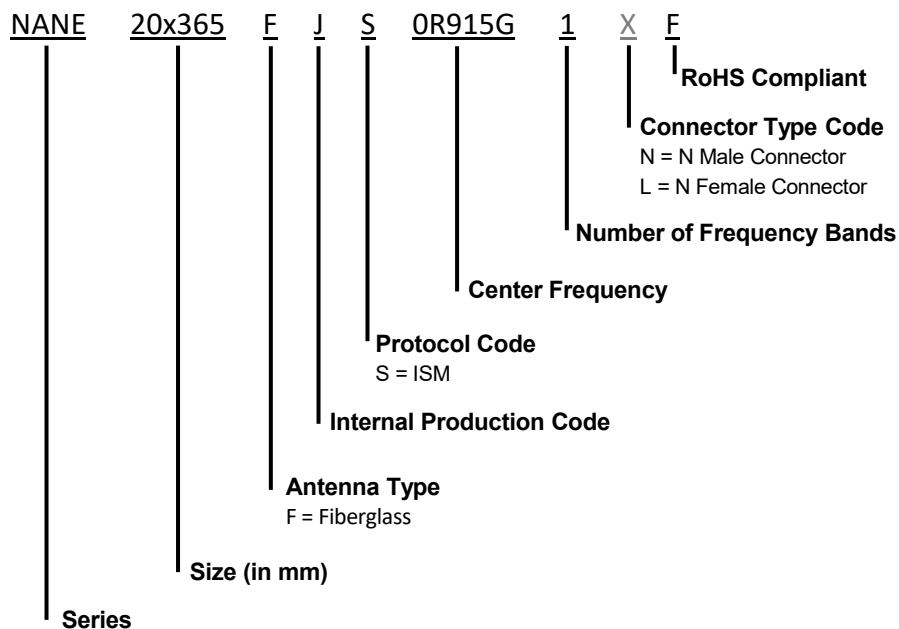 NANE 20x365 F J S 0R915G 1 X F
RoHS Compliant
Connector Type Code
N = N Male Connector
L = N Female Connector
Number of Frequency Bands
Center Frequency
Protocol Code
S = ISM
Internal Production Code
Antenna Type
F = Fiberglass
Size (in mm)
Series